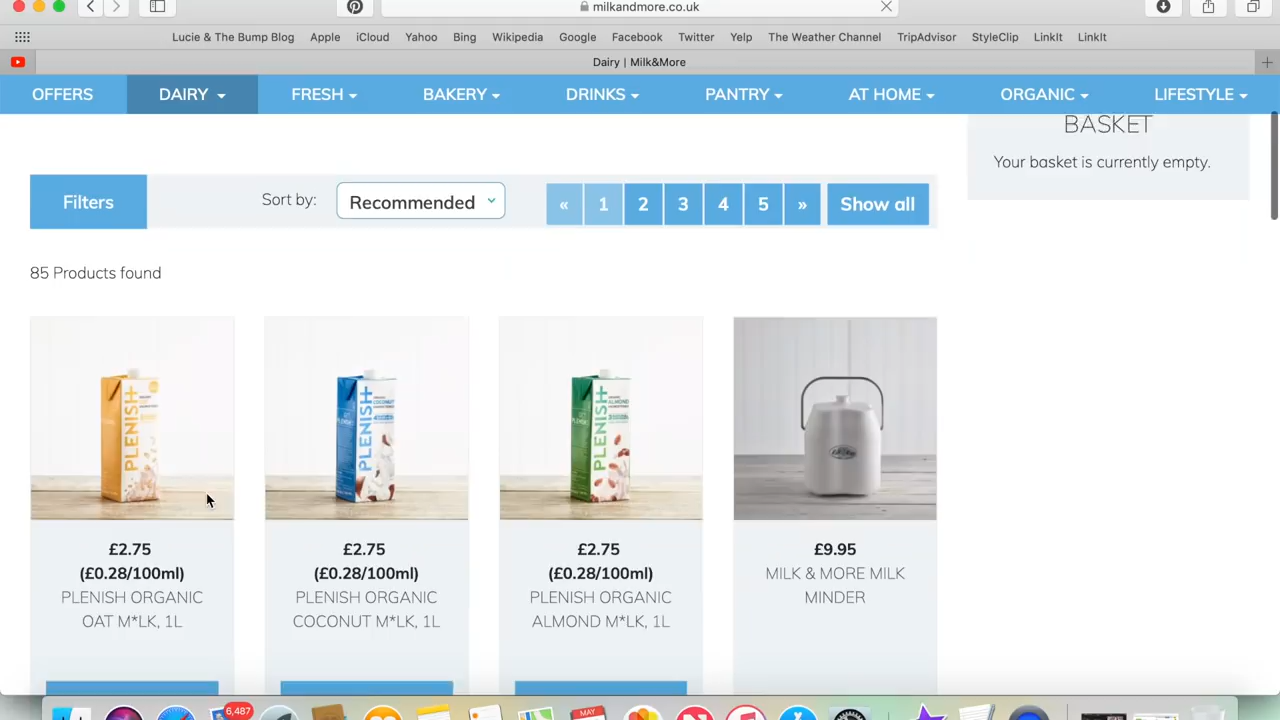 milkandmore.co.uk
Lucie & The Bump Blog Apple iCloud Yahoo Bing Wikipedia Google Facebook Twitter Yelp The Weather Channel TripAdvisor StyleClip LinkIt LinkIt
Dairy | Milk&More
OFFERS DAIRY FRESH BAKERY DRINKS PANTRY AT HOME ORGANIC LIFESTYLE
BASKET
Your basket is currently empty.
Filters Sort by: Recommended « 1 2 3 4 5 » Show all
85 Products found
PLENISH PLENISH PLENISH
COCONUT ALMOND
£2.75 £2.75 £2.75 £9.95
(£0.28/100ml) (£0.28/100ml) (£0.28/100ml) MILK & MORE MILK
PLENISH ORGANIC PLENISH ORGANIC PLENISH ORGANIC MINDER
OAT M*LK, 1L COCONUT M*LK, 1L ALMOND M*LK, 1L
6,487
MAY